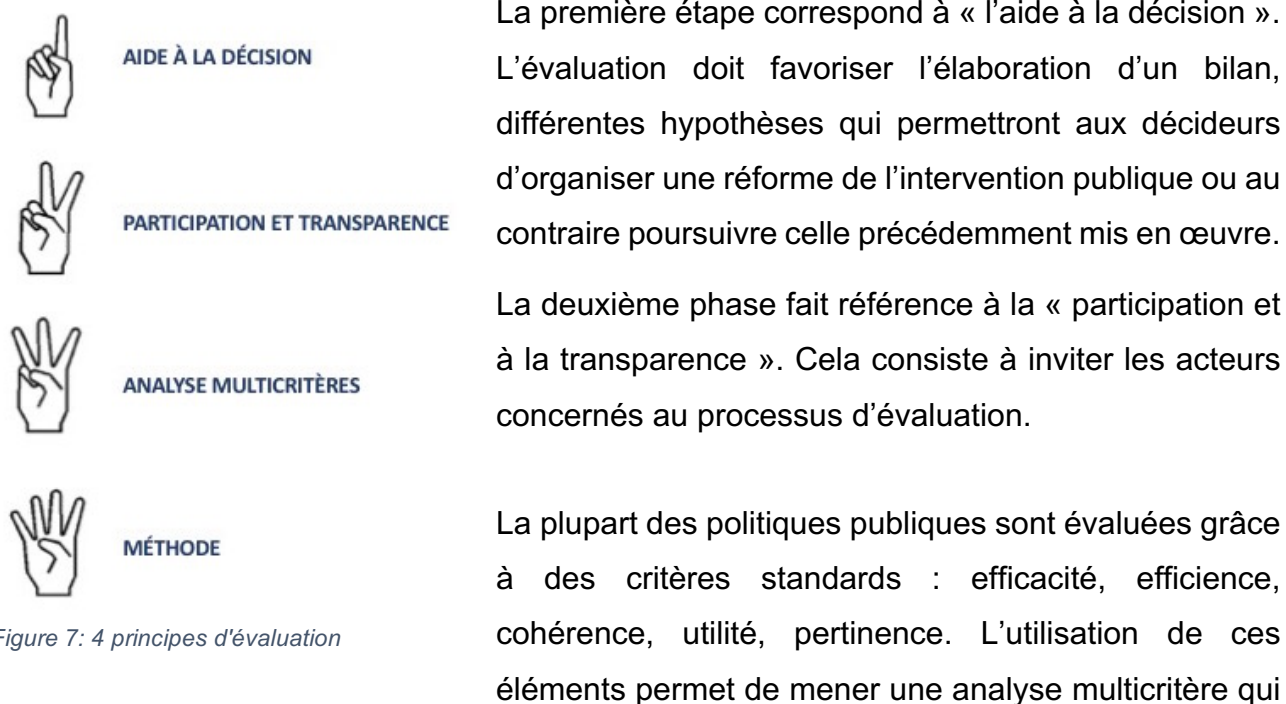 AIDE À LA DÉCISION
PARTICIPATION ET TRANSPARENCE
ANALYSE MULTICRITÈRES
MÉTHODE
Figure 7: 4 principes d'évaluation
La première étape correspond à « l’aide à la décision ».
L’évaluation doit favoriser l’élaboration d’un bilan,
différentes hypothèses qui permettront aux décideurs
d’organiser une réforme de l’intervention publique ou au
contraire poursuivre celle précédemment mis en œuvre.
La deuxième phase fait référence à la « participation et
à la transparence ». Cela consiste à inviter les acteurs
concernés au processus d’évaluation.
La plupart des politiques publiques sont évaluées grâce
à des critères standards : efficacité, efficience,
cohérence, utilité, pertinence. L’utilisation de ces
éléments permet de mener une analyse multicritère qui